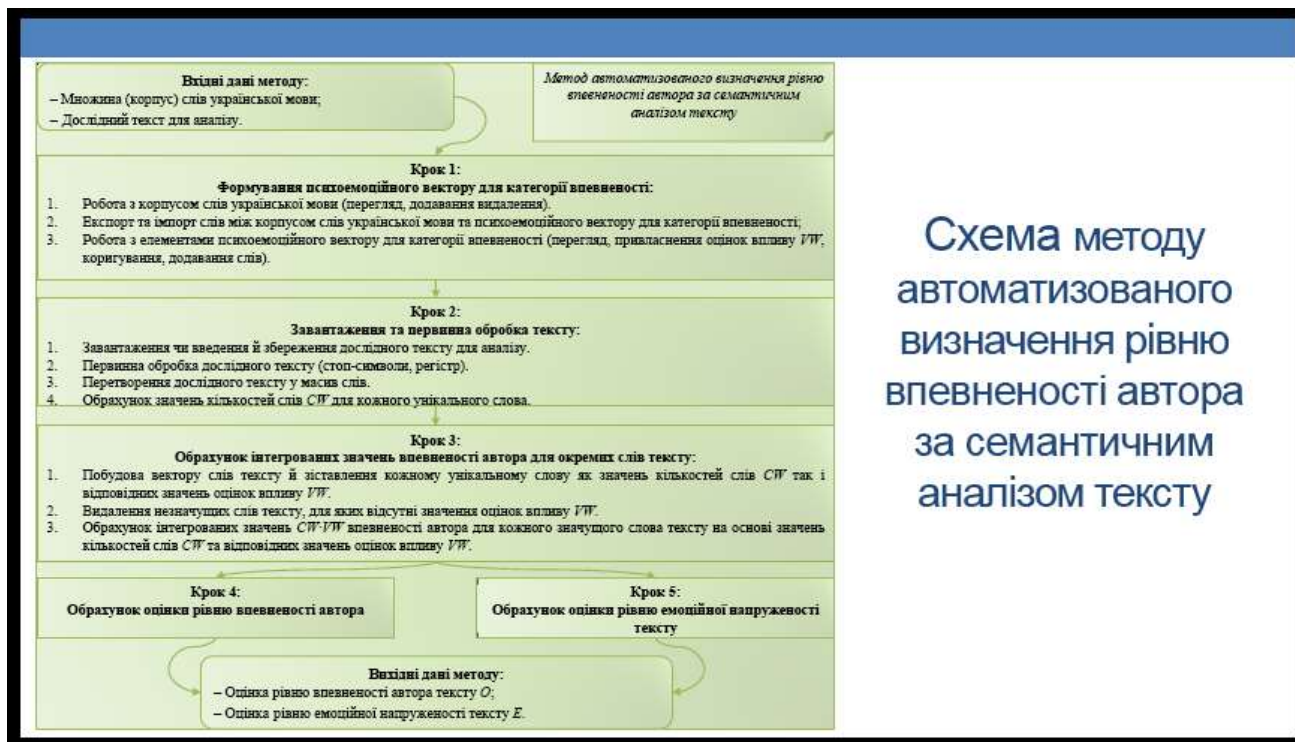 Вхідні дані методу:
– Множина (корпус) слів української мови;
– Дослідний текст для аналізу.
Метод автоматизованого визначення рівню
впевненості автора за семантичним
аналізом тексту
Крок 1:
Формування психоемоційного вектору для категорії впевненості:
1. Робота з корпусом слів української мови (перегляд, додавання видалення).
2. Експорт та імпорт слів між корпусом слів української мови та психоемоційного вектору для категорії впевненості;
3. Робота з елементами психоемоційного вектору для категорії впевненості (перегляд, привласнення оцінок впливу VW,
коригування, додавання слів).
Крок 2:
Завантаження та первинна обробка тексту:
1. Завантаження чи введення й збереження дослідного тексту для аналізу.
2. Первинна обробка дослідного тексту (стоп-символи, регістр).
3. Перетворення дослідного тексту у масив слів.
4. Обрахунок значень кількостей слів CW для кожного унікального слова.
Крок 3:
Обрахунок інтегрованих значень впевненості автора для окремих слів тексту:
1. Побудова вектору слів тексту й зіставлення кожному унікальному слову як значень кількостей слів CW так і
відповідних значень оцінок впливу VW.
2. Видалення незначущих слів тексту, для яких відсутні значення оцінок впливу VW.
3. Обрахунок інтегрованих значень CW·VW впевненості автора для кожного значущого слова тексту на основі значень
кількостей слів CW та відповідних значень оцінок впливу VW.
Крок 4:
Обрахунок оцінки рівню впевненості автора
Крок 5:
Обрахунок оцінки рівню емоційної напруженості
тексту
Вихідні дані методу:
– Оцінка рівню впевненості автора тексту O;
– Оцінка рівню емоційної напруженості тексту E.
Схема методу
автоматизованого
визначення рівню
впевненості автора
за семантичним
аналізом тексту